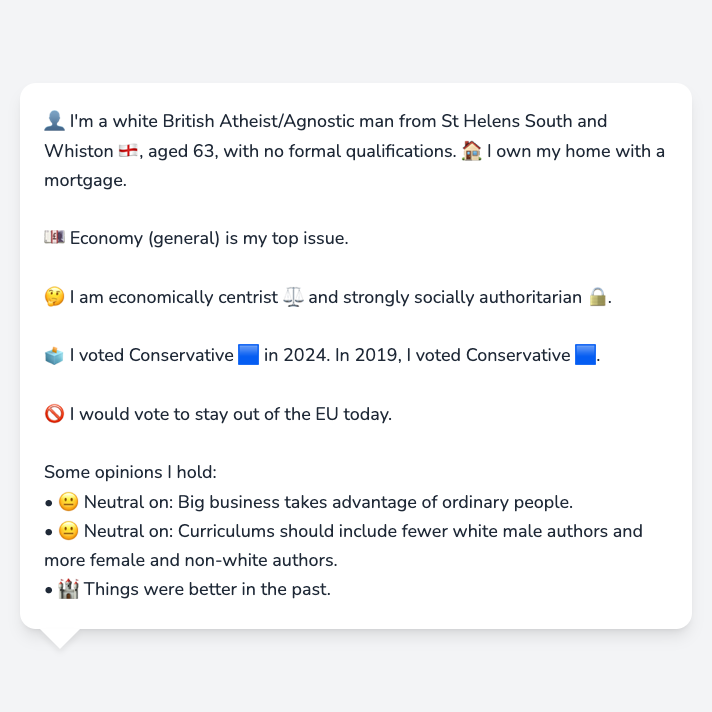 👤 I'm a white British Atheist/Agnostic man from St Helens South and
Whiston 🏴󠁧󠁢󠁥󠁮󠁧󠁿, aged 63, with no formal qualifications. 🏠 I own my home with a
mortgage.
💷 Economy (general) is my top issue.
🤔 I am economically centrist ⚖️ and strongly socially authoritarian 🔒.
🗳️ I voted Conservative 🟦 in 2024. In 2019, I voted Conservative 🟦.
🚫 I would vote to stay out of the EU today.
Some opinions I hold:
• 😐 Neutral on: Big business takes advantage of ordinary people.
• 😐 Neutral on: Curriculums should include fewer white male authors and
more female and non-white authors.
• 🏰 Things were better in the past.